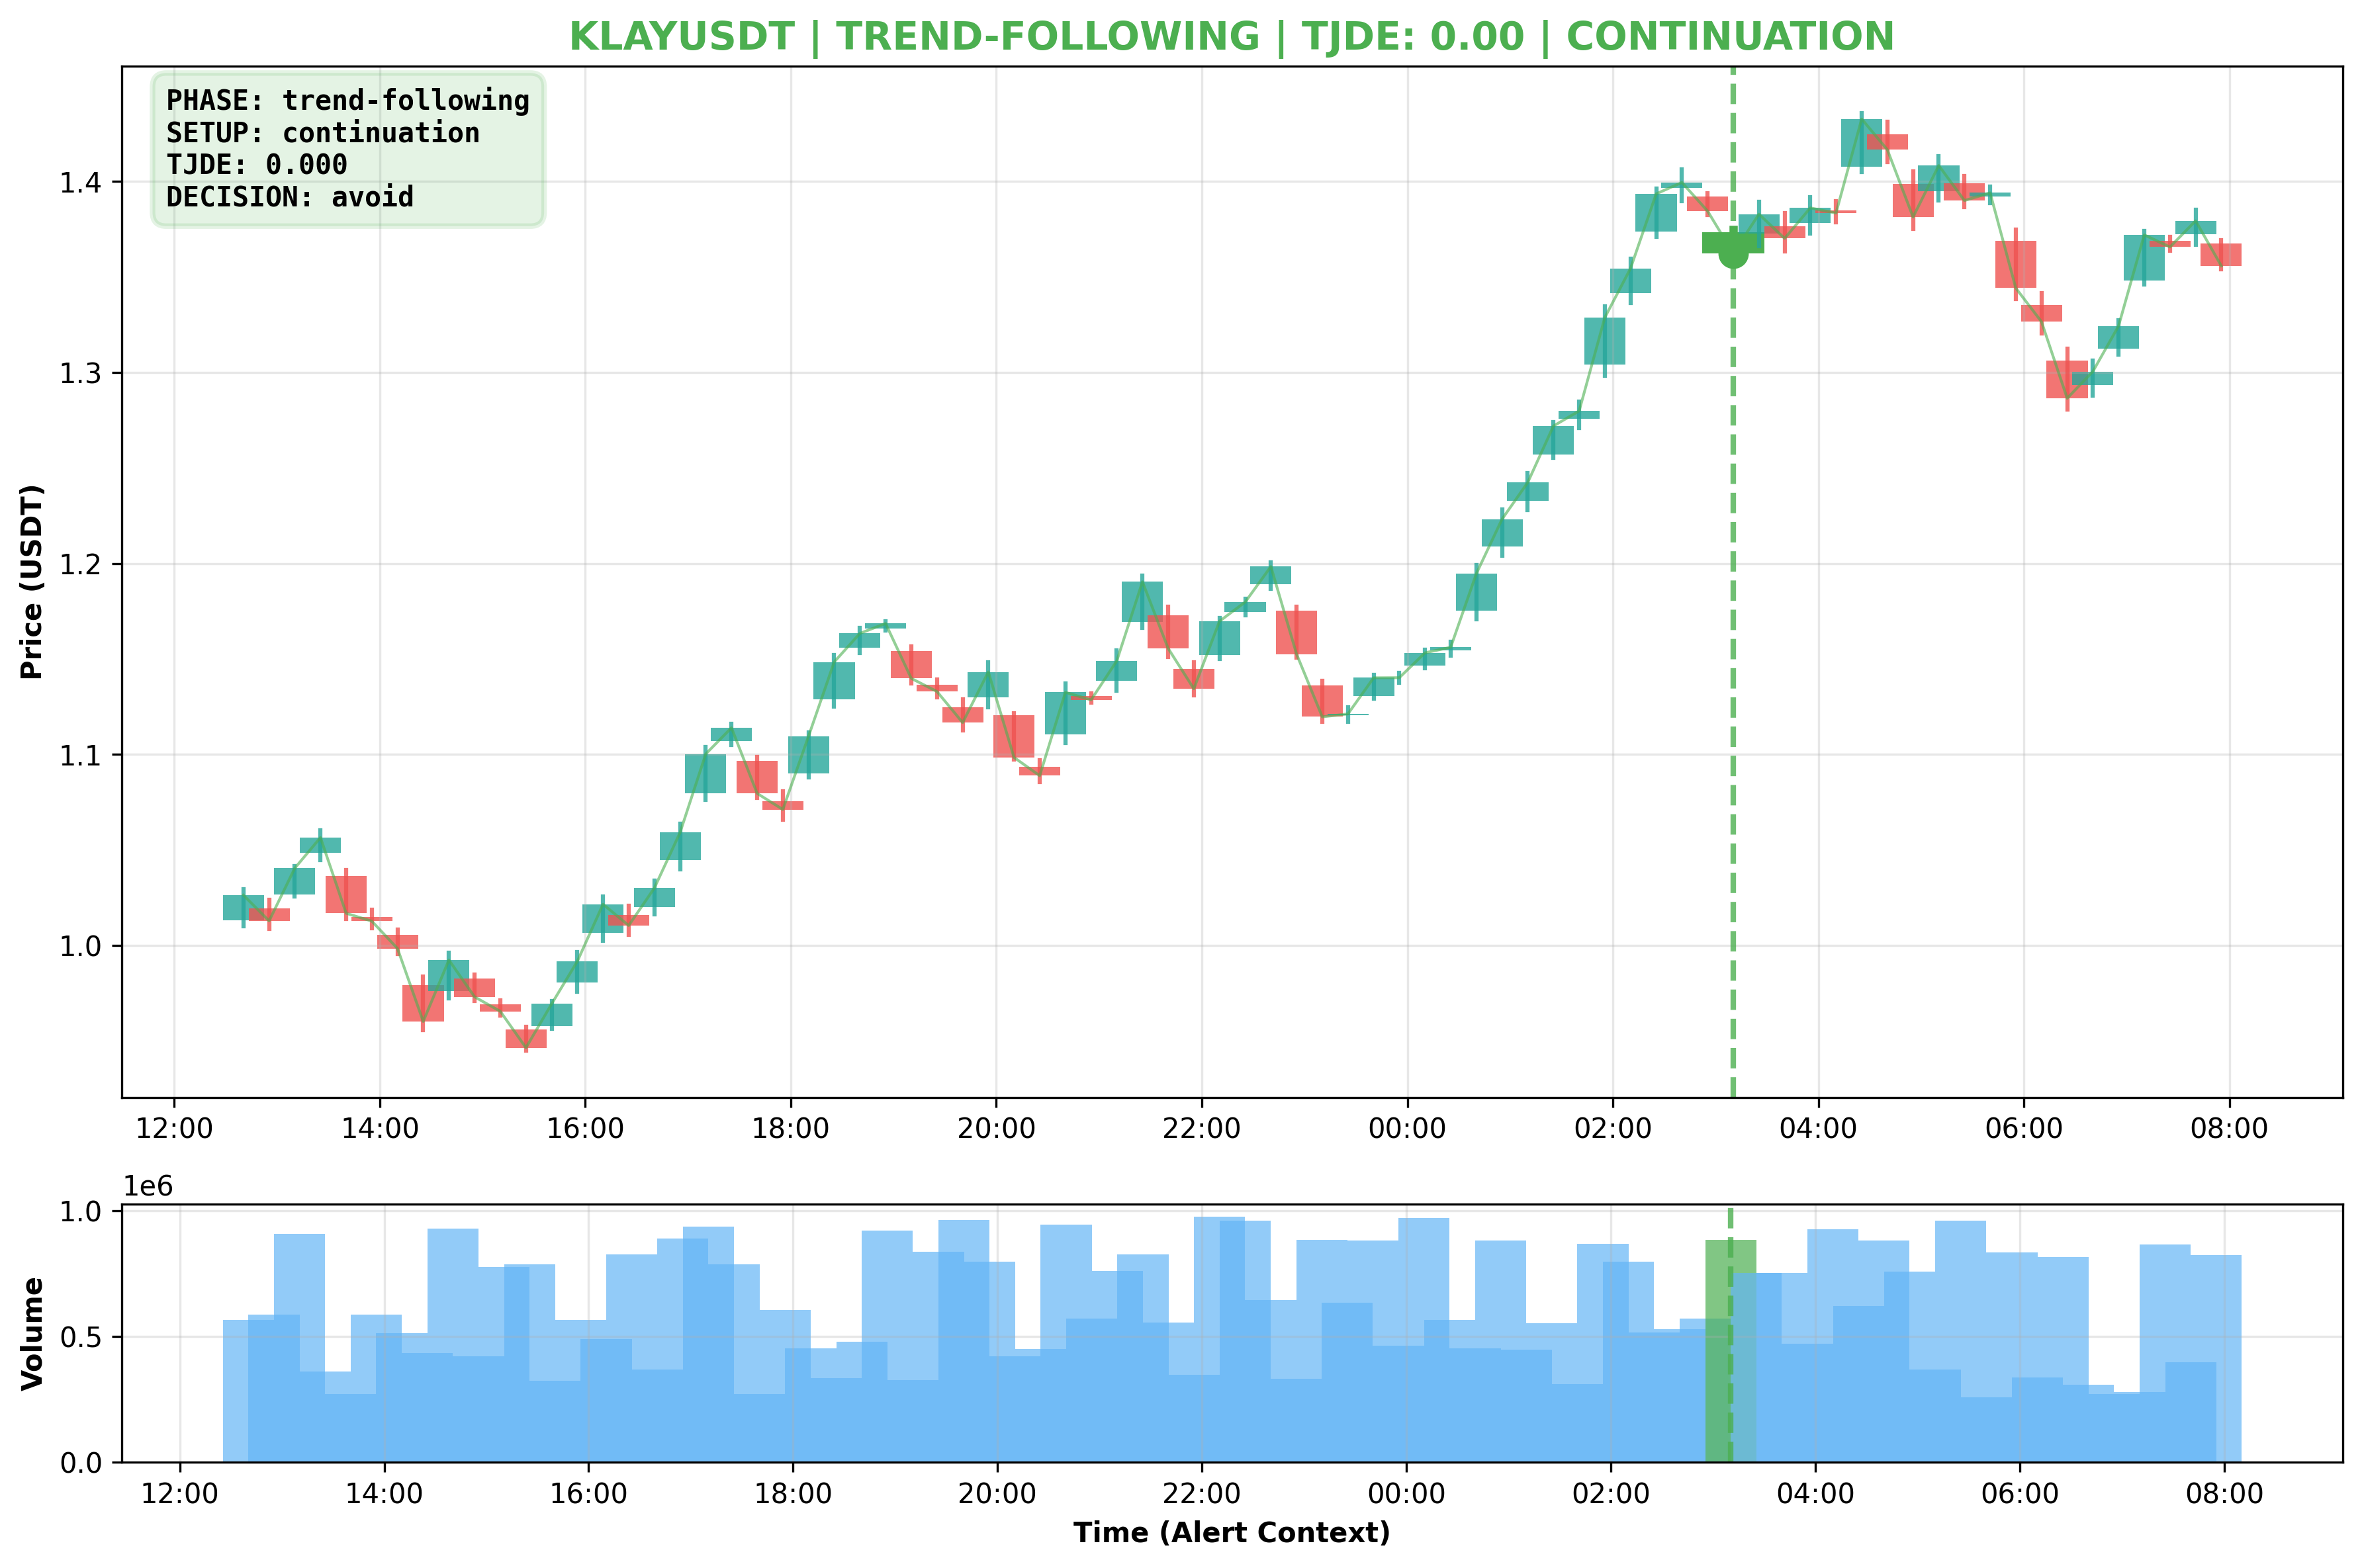 KLAYUSDT | TREND-FOLLOWING | TJDE: 0.00 | CONTINUATION
PHASE: trend-following
SETUP: continuation
TJDE: 0.000
DECISION: avoid
Price (USDT)
1.4
1.3
1.2
1.1
1.0
12:00 14:00 16:00 18:00 20:00 22:00 00:00 02:00 04:00 06:00 08:00
1e6
Volume
1.0
0.5
0.0
12:00 14:00 16:00 18:00 20:00 22:00 00:00 02:00 04:00 06:00 08:00
Time (Alert Context)